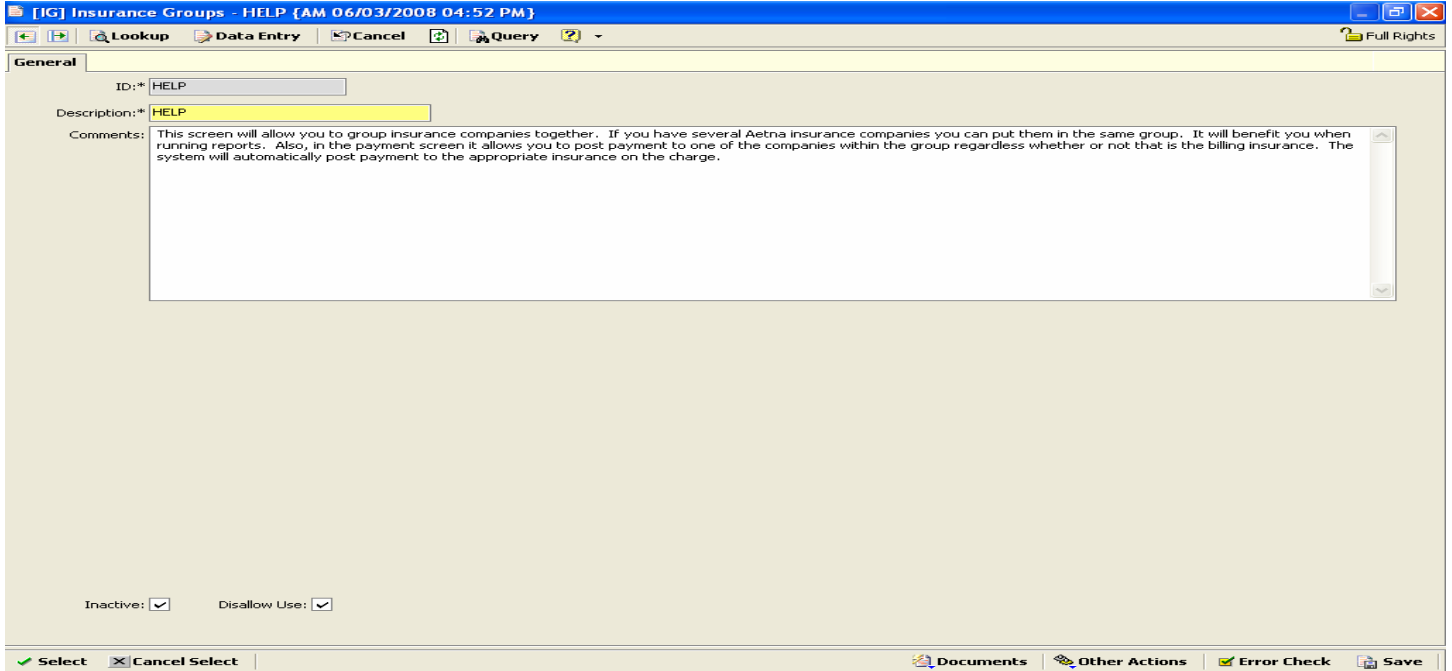 [IG] Insurance Groups - HELP {AM 06/03/2008 04:52 PM}
Lookup Data Entry Cancel Query Full Rights
General
ID:* HELP
Description:* HELP
Comments: This screen will allow you to group insurance companies together. If you have several Aetna insurance companies you can put them in the same group. It will benefit you when
running reports. Also, in the payment screen it allows you to post payment to one of the companies within the group regardless whether or not that is the billing insurance. The
system will automatically post payment to the appropriate insurance on the charge.
Inactive: Disallow Use:
Select Cancel Select Documents Other Actions Error Check Save